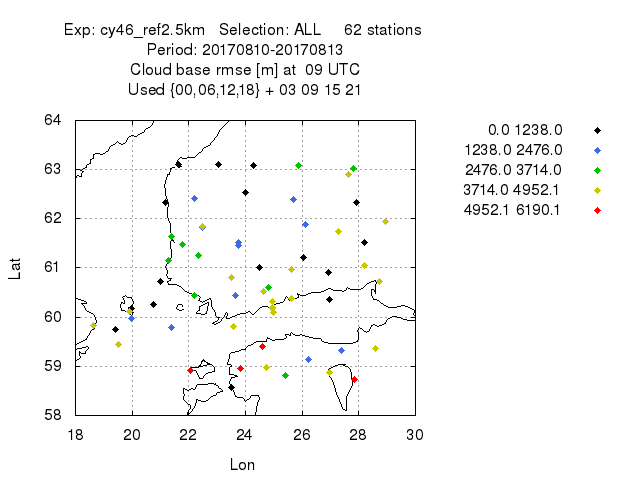 Exp: cy46_ref2.5km   Selection: ALL     62 stations
Period: 20170810-20170813
Cloud base rmse [m] at  09 UTC
Used {00,06,12,18} + 03 09 15 21
0.0 1238.0
1238.0 2476.0
2476.0 3714.0
3714.0 4952.1
4952.1 6190.1
64
63
62
61
60
59
58
Lat
18 20 22 24 26 28 30
Lon